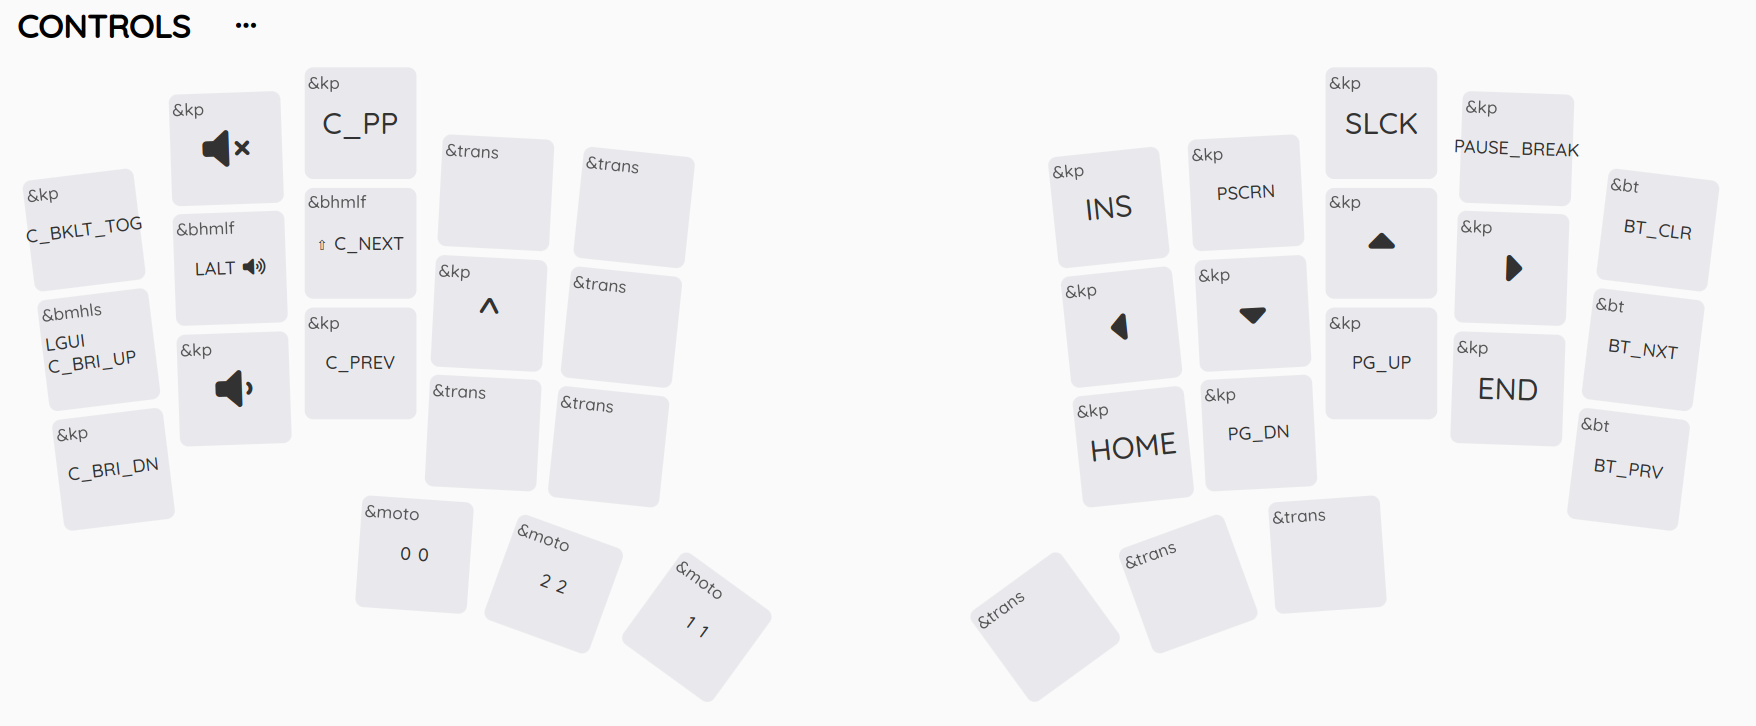 CONTROLS ...
&kp
&kp
C_PP
&trans
&trans
&kp
C_BKLT_TOG
&bhmlf
LALT
&bhmlf
⇧ C_NEXT
&kp
^
&trans
&bmhls
LGUI
C_BRI_UP
&kp
&kp
C_PREV
&trans
&trans
&kp
C_BRI_DN
&moto
0 0
&moto
2 2
&moto
1 1
&kp
INS
&kp
PSCRN
&kp
SLCK
&kp
PAUSE_BREAK
&bt
BT_CLR
&kp
&kp
&kp
&kp
&bt
BT_NXT
&kp
HOME
&kp
PG_DN
&kp
PG_UP
&kp
END
&bt
BT_PRV
&trans
&trans
&trans